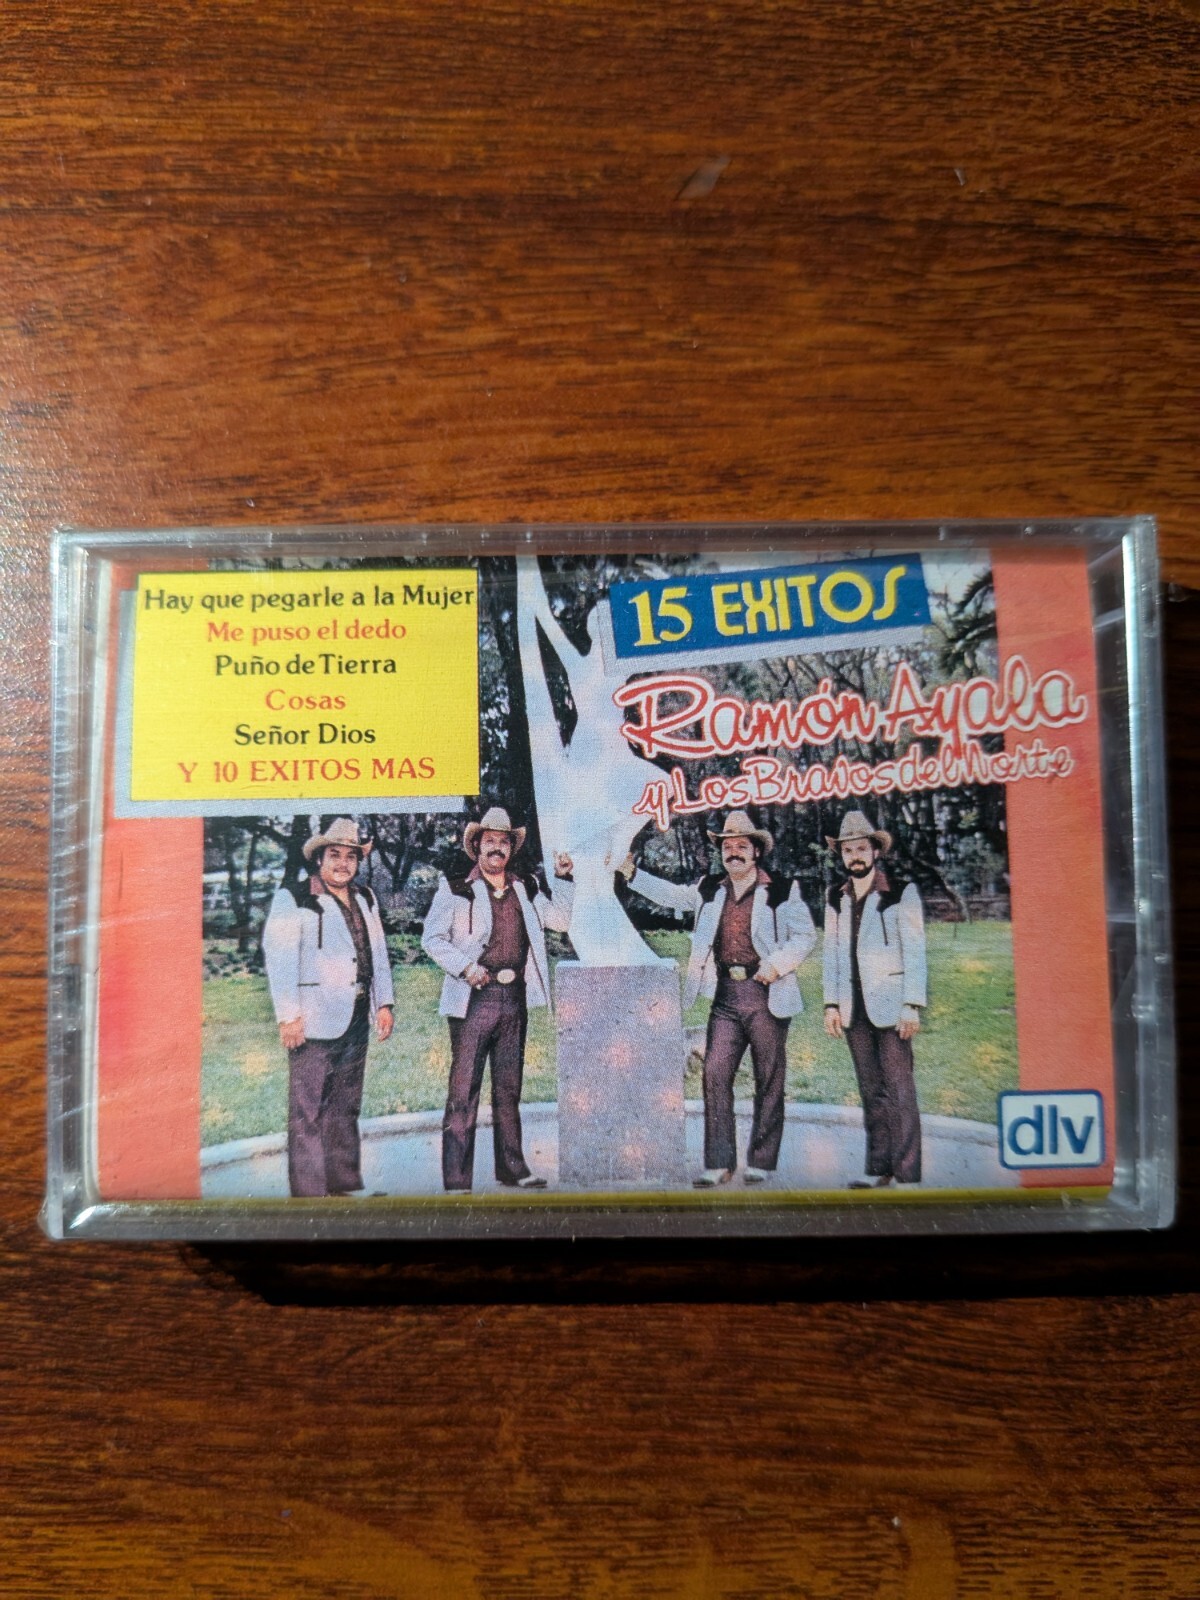 Hay que pegarle a la Mujer
Me puso el dedo
Puño de Tierra
Cosas
Señor Dios
Y 10 EXITOS MAS
15 EXITOS
Ramón Ayala
y Los Bravos del Norte
dlv